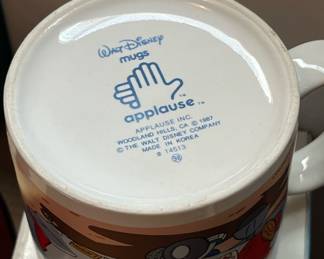 WALT DISNEY
mugs
applause™
APPLAUSE INC.
WOODLAND HILLS, CA © 1987
© THE WALT DISNEY COMPANY
MADE IN KOREA
# 14513